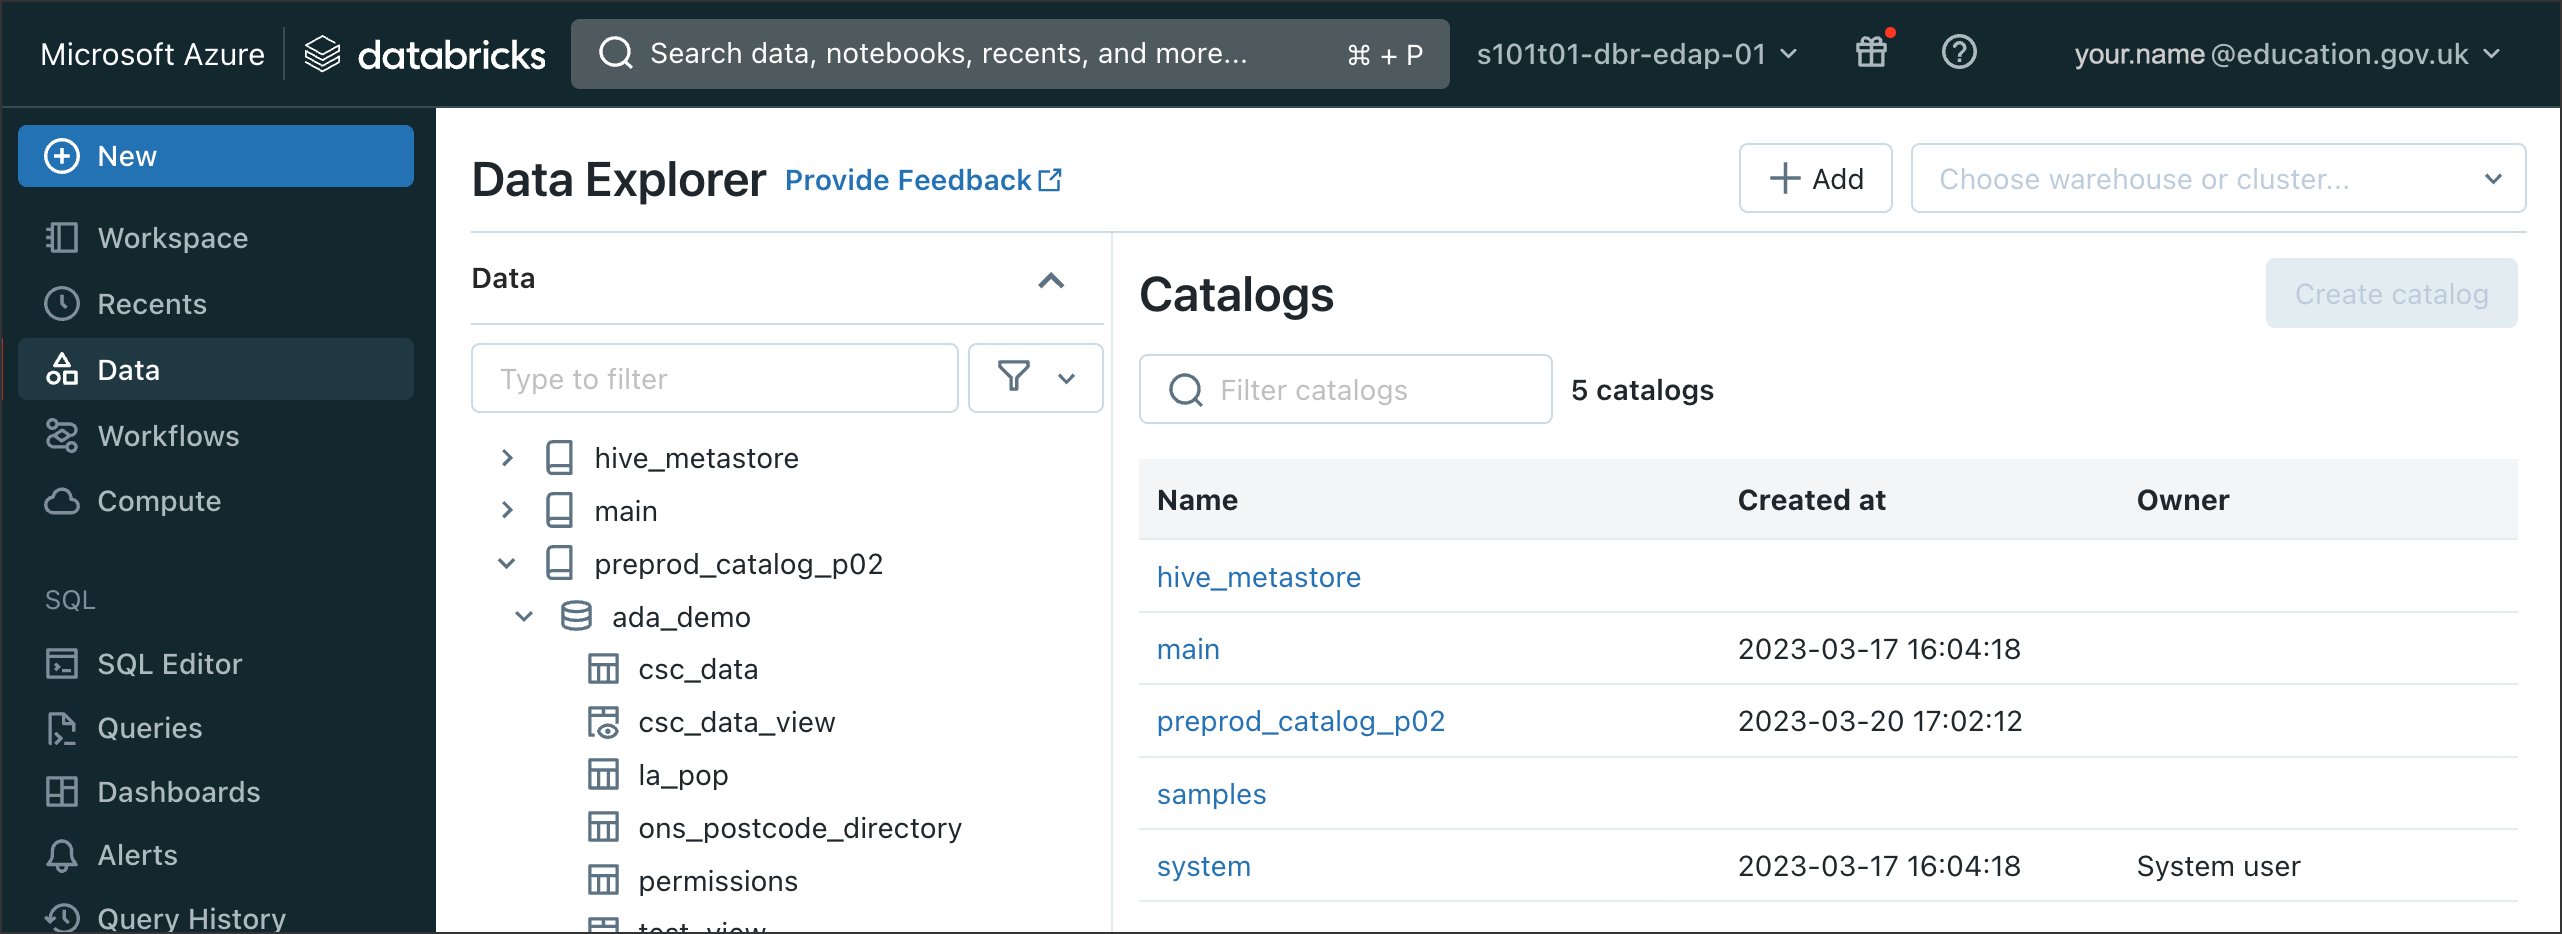 Microsoft Azure databricks Search data, notebooks, recents, and more... ⌘ + P s101t01-dbr-edap-01 your.name @education.gov.uk
New
Workspace
Recents
Data
Workflows
Compute
SQL
SQL Editor
Queries
Dashboards
Alerts
Query History
Data Explorer Provide Feedback
Add Choose warehouse or cluster...
Data
Type to filter
hive_metastore
main
preprod_catalog_p02
ada_demo
csc_data
csc_data_view
la_pop
ons_postcode_directory
permissions
test_view
Catalogs Create catalog
Filter catalogs 5 catalogs
Name Created at Owner
hive_metastore
main 2023-03-17 16:04:18
preprod_catalog_p02 2023-03-20 17:02:12
samples
system 2023-03-17 16:04:18 System user